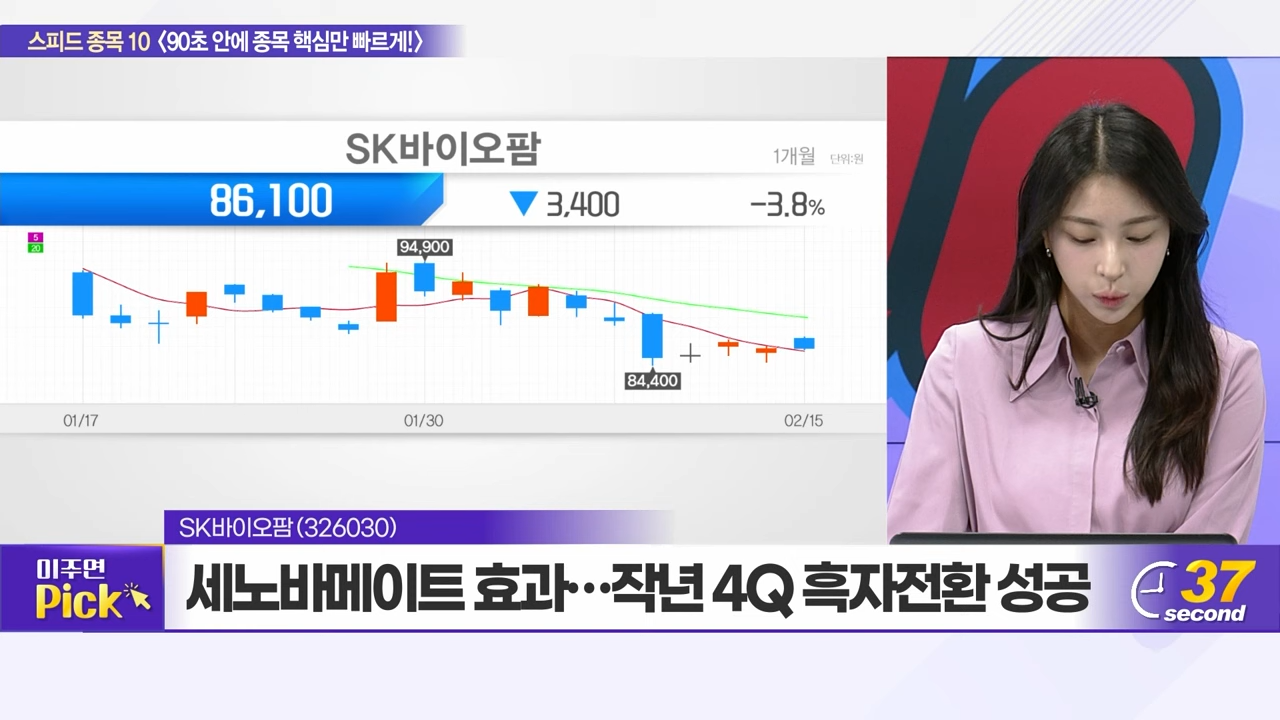 스피드 종목 10 〈90초 안에 종목 핵심만 빠르게!〉
SK바이오팜
1개월 단위:원
86,100 ▼ 3,400 -3.8%
5
20
94,900
84,400
01/17 01/30 02/15
SK바이오팜(326030)
미주면
Pick
세노바메이트 효과…작년 4Q 흑자전환 성공
37
second